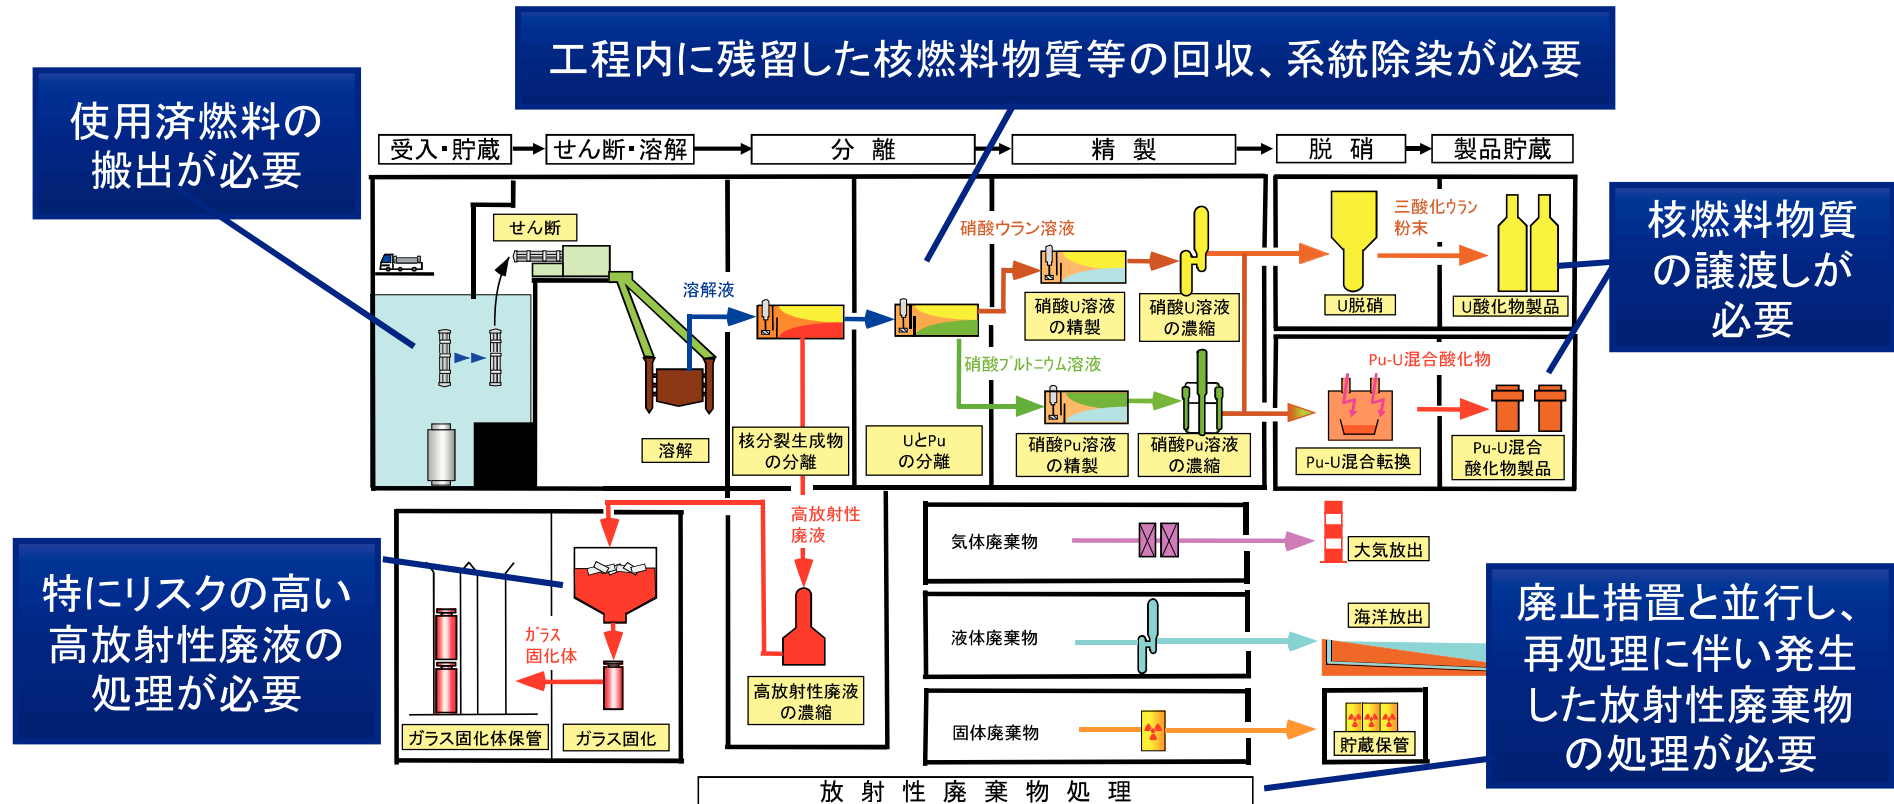 工程内に残留した核燃料物質等の回収、系統除染が必要
使用済燃料の
搬出が必要
受入・貯蔵
せん断・溶解
分離
精製
脱硝
製品貯蔵
核燃料物質
の譲渡しが
必要
せん断
溶解液
溶解
核分裂生成物
の分離
UとPu
の分離
硝酸ウラン溶液
硝酸U溶液
の精製
硝酸U溶液
の濃縮
硝酸プルトニウム溶液
硝酸Pu溶液
の精製
硝酸Pu溶液
の濃縮
三酸化ウラン
粉末
U脱硝
U酸化物製品
Pu-U混合酸化物
Pu-U混合転換
Pu-U混合
酸化物製品
特にリスクの高い
高放射性廃液の
処理が必要
ガラス
固化体
ガラス固化体保管
ガラス固化
高放射性
廃液
高放射性廃液
の濃縮
気体廃棄物
大気放出
液体廃棄物
海洋放出
固体廃棄物
貯蔵保管
廃止措置と並行し、
再処理に伴い発生
した放射性廃棄物
の処理が必要
放射性廃棄物処理